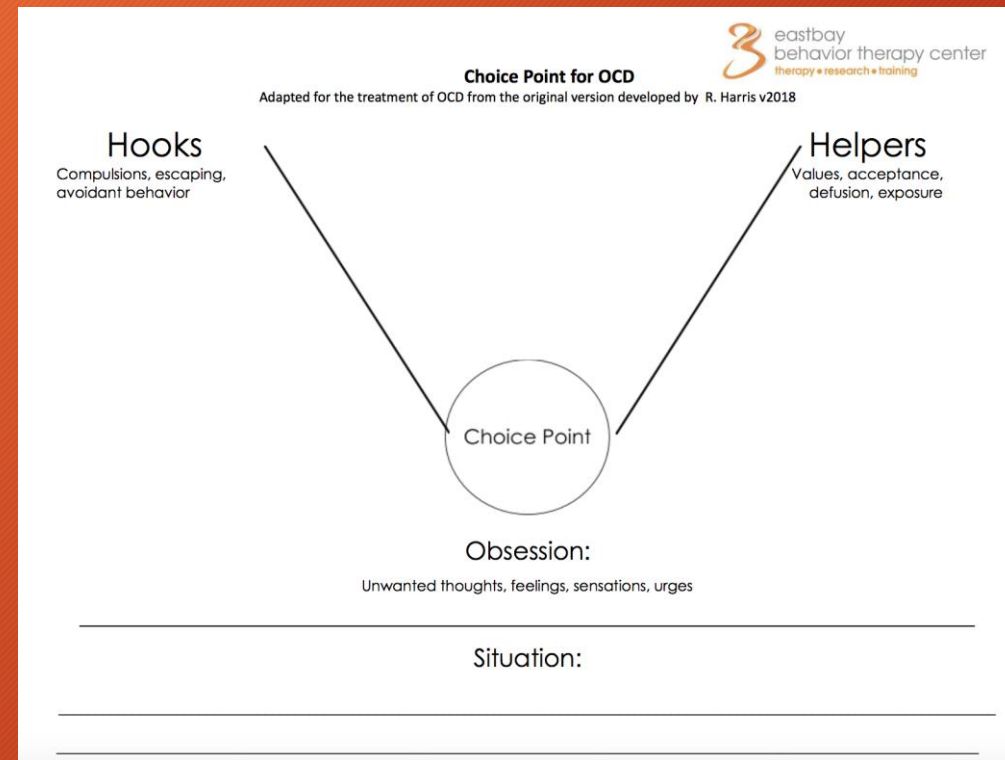 eastbay
behavior therapy center
therapy • research • training
Choice Point for OCD
Adapted for the treatment of OCD from the original version developed by R. Harris v2018
Hooks
Compulsions, escaping,
avoidant behavior
Helpers
Values, acceptance,
defusion, exposure
Choice Point
Obsession:
Unwanted thoughts, feelings, sensations, urges
Situation: